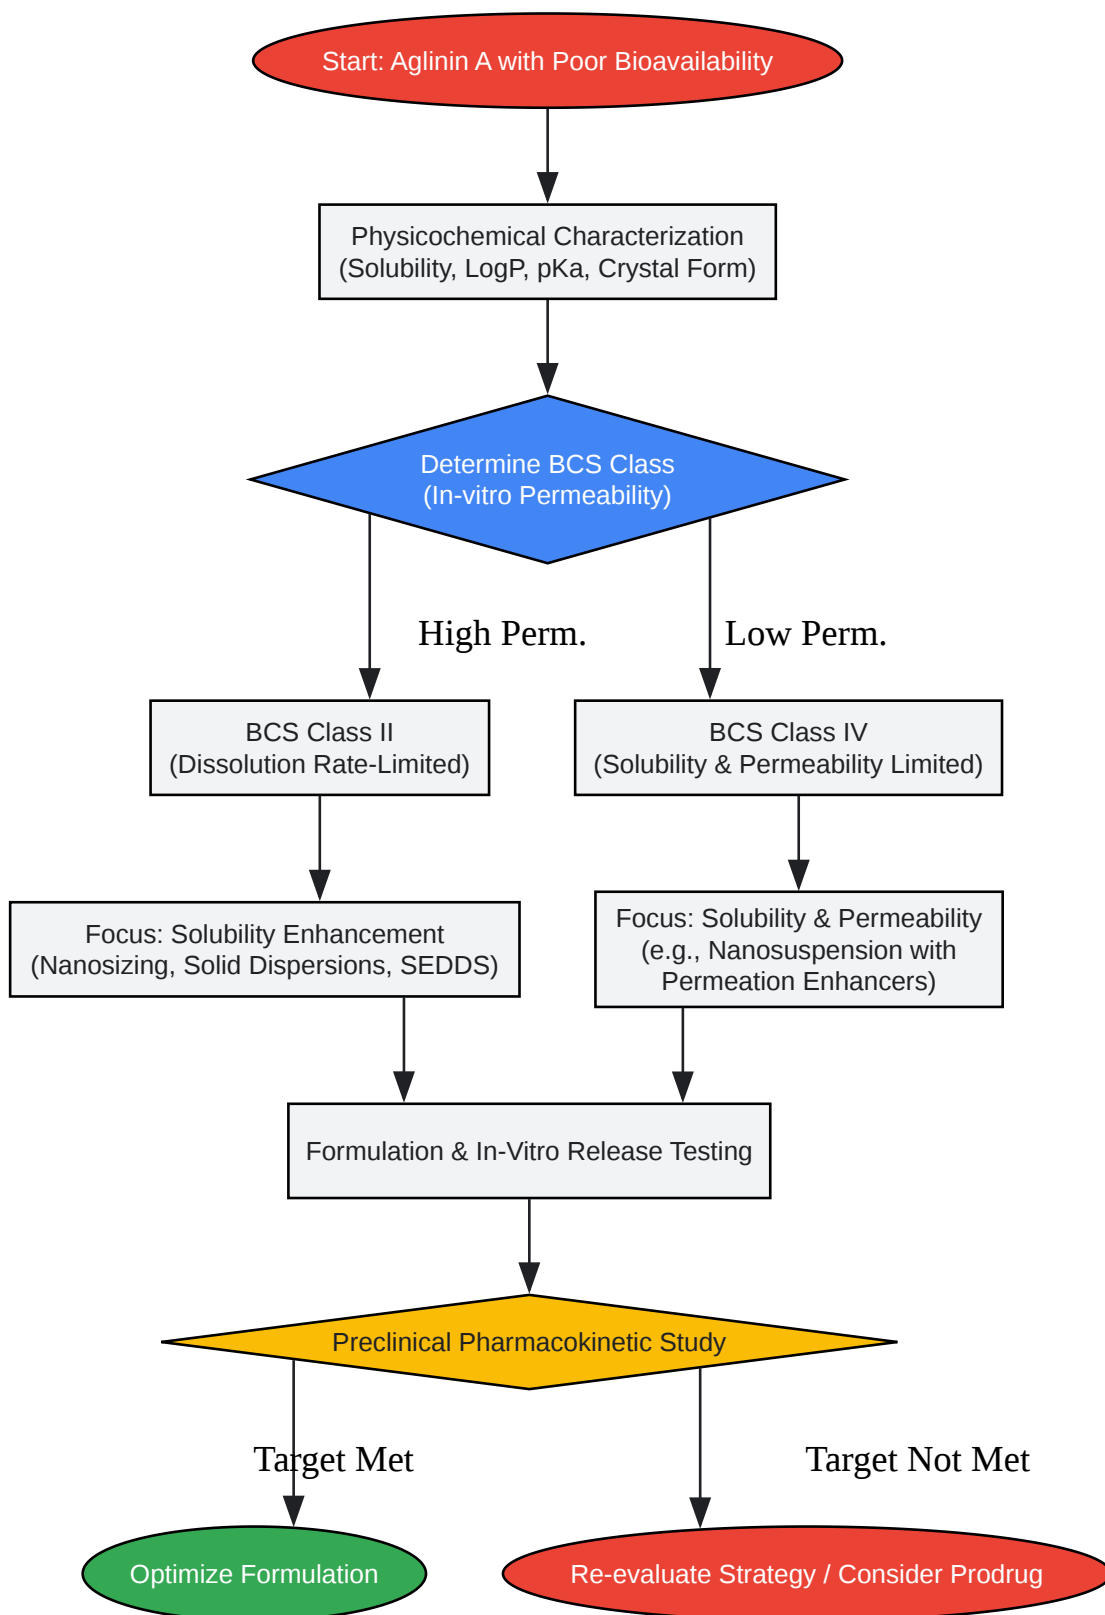 Start: Aglinin A with Poor Bioavailability
Physicochemical Characterization
(Solubility, LogP, pKa, Crystal Form)
Determine BCS Class
(In-vitro Permeability)
High Perm.
Low Perm.
BCS Class II
(Dissolution Rate-Limited)
BCS Class IV
(Solubility & Permeability Limited)
Focus: Solubility Enhancement
(Nanosizing, Solid Dispersions, SEDDS)
Focus: Solubility & Permeability
(e.g., Nanosuspension with
Permeation Enhancers)
Formulation & In-Vitro Release Testing
Preclinical Pharmacokinetic Study
Target Met
Target Not Met
Optimize Formulation
Re-evaluate Strategy / Consider Prodrug